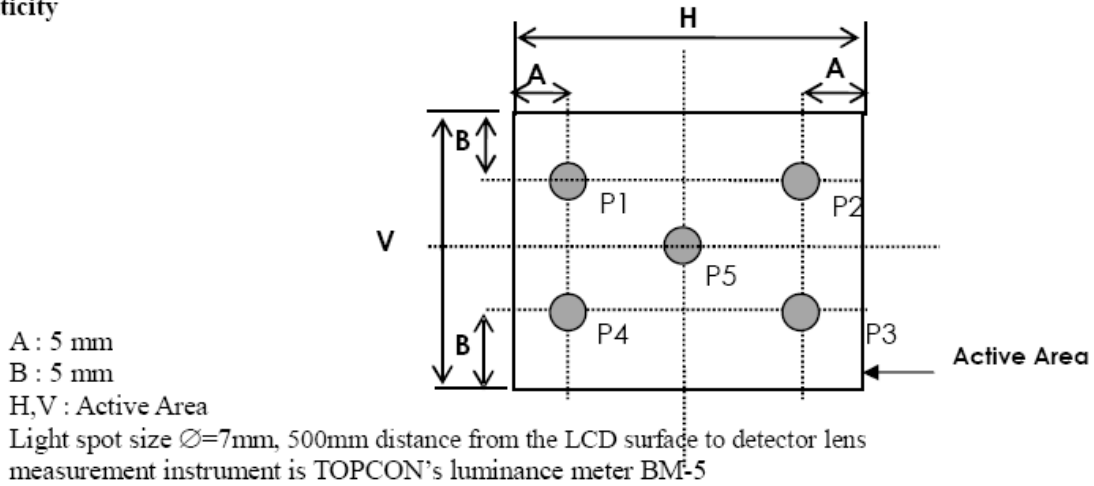 ticity
H
A
A
B
P1
P2
V
P5
B
P4
P3
Active Area
A : 5 mm
B : 5 mm
H,V : Active Area
Light spot size ∅=7mm, 500mm distance from the LCD surface to detector lens
measurement instrument is TOPCON's luminance meter BM-5